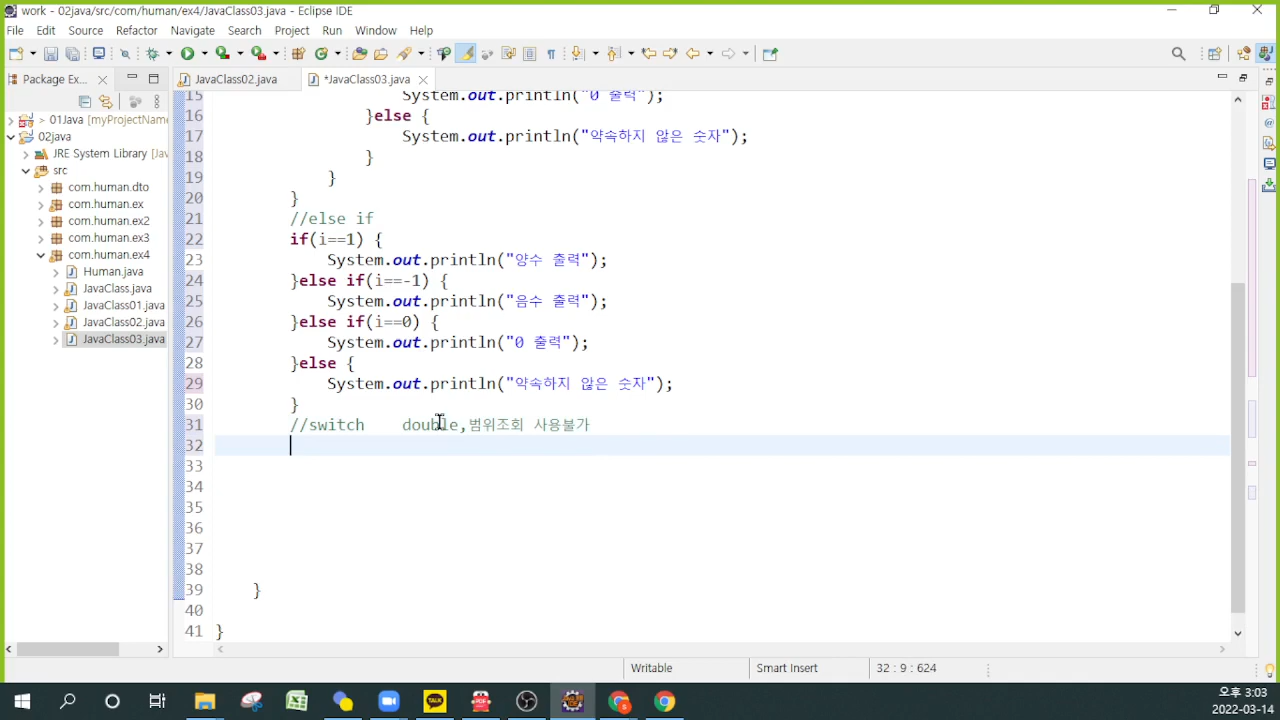 work - 02java/src/com/human/ex4/JavaClass03.java - Eclipse IDE
File Edit Source Refactor Navigate Search Project Run Window Help
Package Ex...
JavaClass02.java
*JavaClass03.java
01Java [myProjectName
02java
JRE System Library [Jav
src
com.human.dto
com.human.ex
com.human.ex2
com.human.ex3
com.human.ex4
Human.java
JavaClass.java
JavaClass01.java
JavaClass02.java
JavaClass03.java
15 System.out.println("0 출력");
16 }else {
17 System.out.println("약속하지 않은 숫자");
18 }
19 }
20 }
21 //else if
22 if(i==1) {
23 System.out.println("양수 출력");
24 }else if(i==-1) {
25 System.out.println("음수 출력");
26 }else if(i==0) {
27 System.out.println("0 출력");
28 }else {
29 System.out.println("약속하지 않은 숫자");
30 }
31 //switch double,범위조회 사용불가
32
33
34
35
36
37
38
39 }
40
41 }
Writable Smart Insert 32 : 9 : 624
TALK
PDF
오후 3:03
2022-03-14